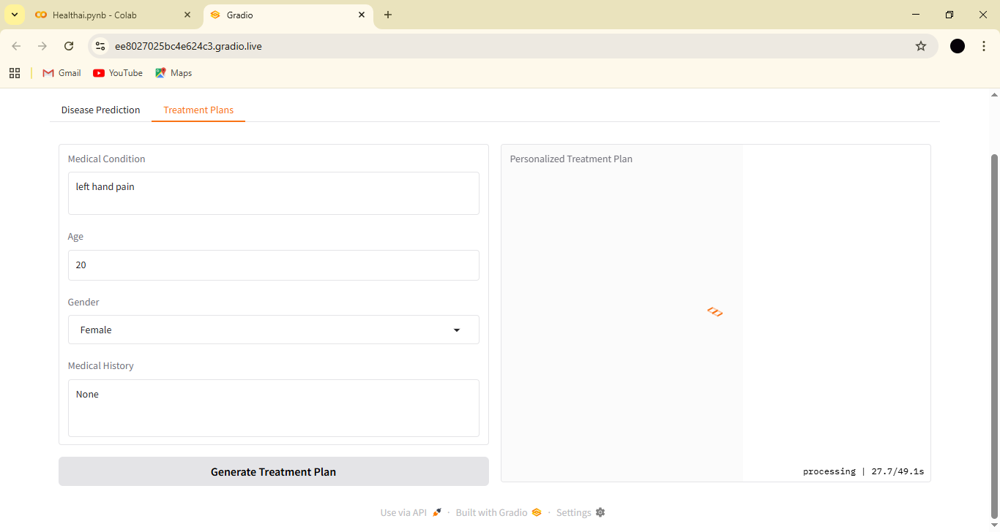 Healthai.pynb - Colab
Gradio
ee8027025bc4e624c3.gradio.live
Gmail
YouTube
Maps
Disease Prediction
Treatment Plans
Medical Condition
left hand pain
Age
20
Gender
Female
Medical History
None
Generate Treatment Plan
Personalized Treatment Plan
processing | 27.7/49.1s
Use via API · Built with Gradio · Settings